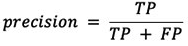 precision = TP / (TP + FP)